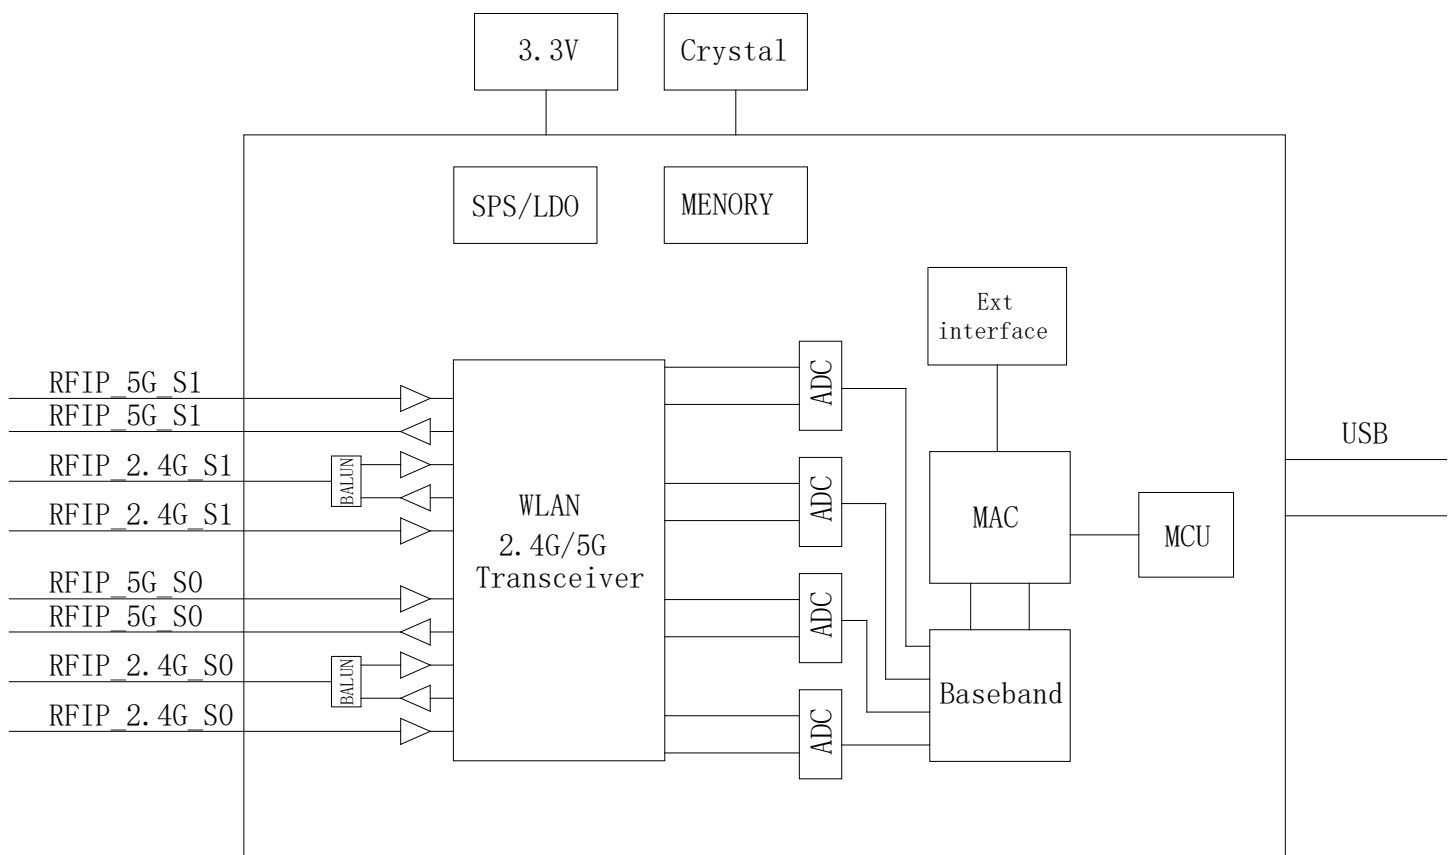 3.3V
Crystal
SPS/LDO
MENORY
Ext
interface
RFIP_5G_S1
RFIP_5G_S1
RFIP_2.4G_S1
RFIP_2.4G_S1
RFIP_5G_S0
RFIP_5G_S0
RFIP_2.4G_S0
RFIP_2.4G_S0
BALUN
BALUN
WLAN
2.4G/5G
Transceiver
ADC
ADC
ADC
ADC
MAC
MCU
Baseband
USB